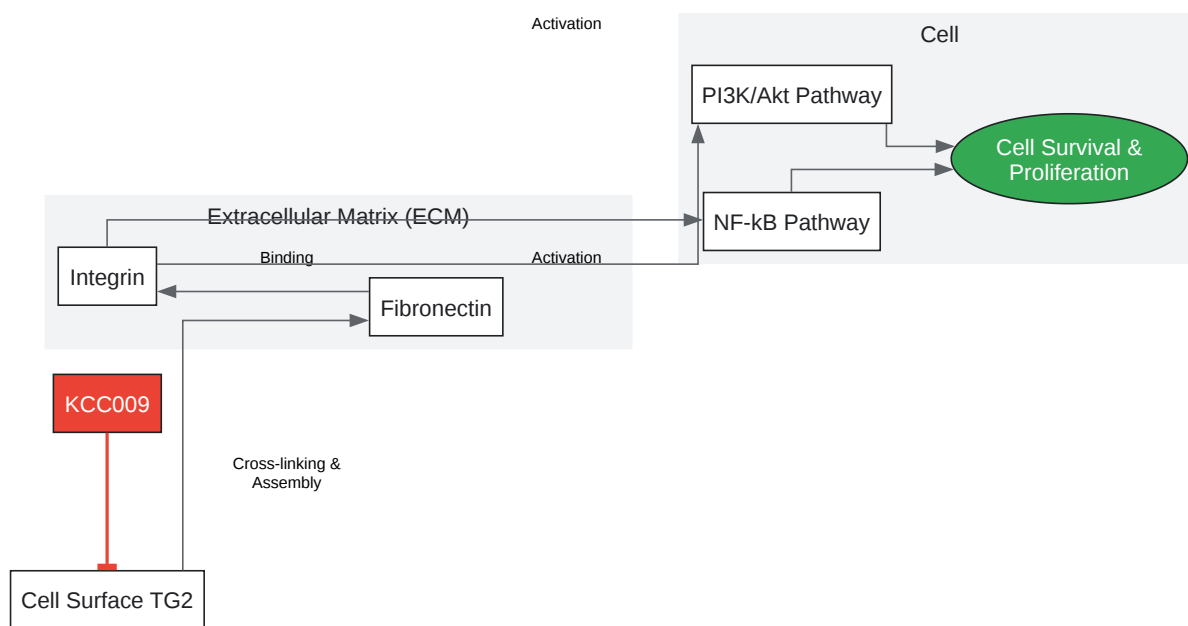 Activation
Cell
PI3K/Akt Pathway
Cell Survival &
Proliferation
Extracellular Matrix (ECM)
NF-kB Pathway
Binding
Activation
Integrin
Fibronectin
KCC009
Cross-linking &
Assembly
Cell Surface TG2